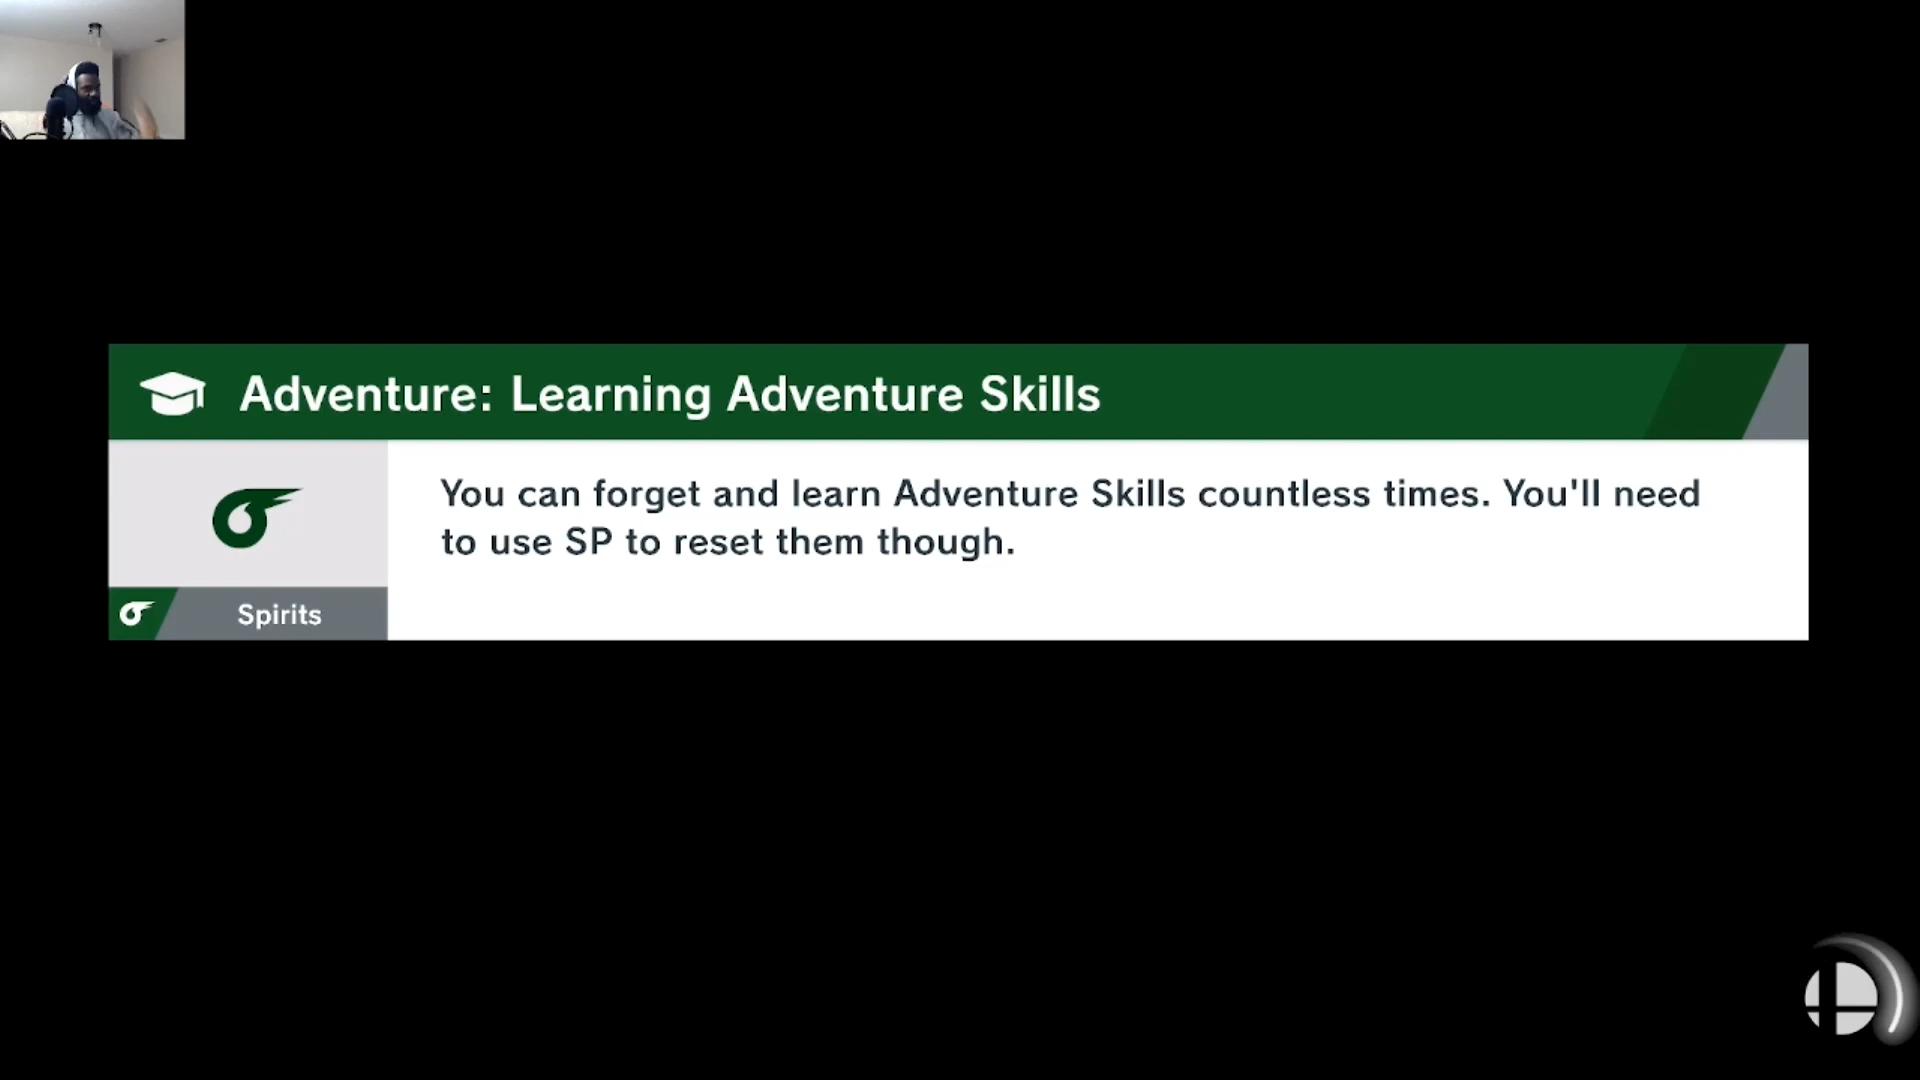 Adventure: Learning Adventure Skills
You can forget and learn Adventure Skills countless times. You'll need
to use SP to reset them though.
Spirits